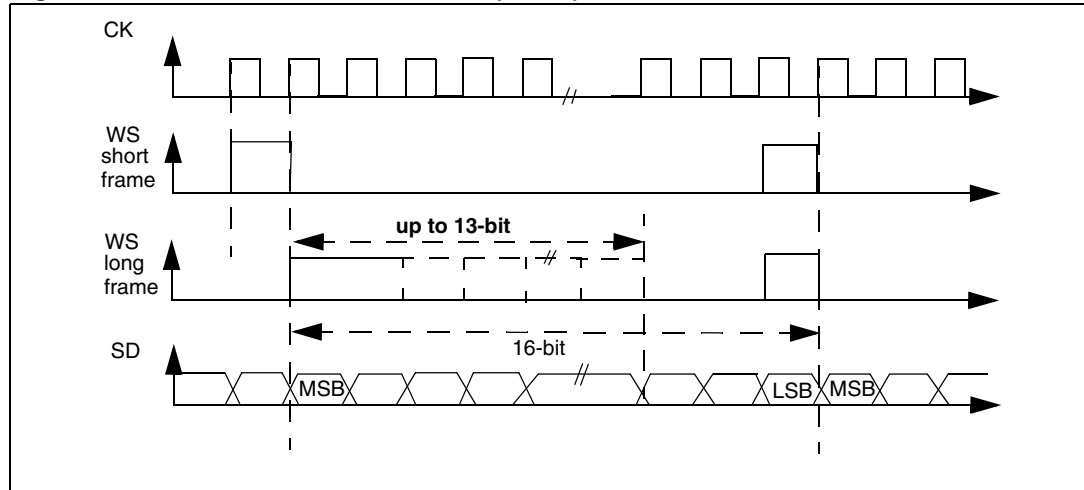 CK
WS
short
frame
up to 13-bit
WS
long
frame
16-bit
SD
MSB
LSB
MSB